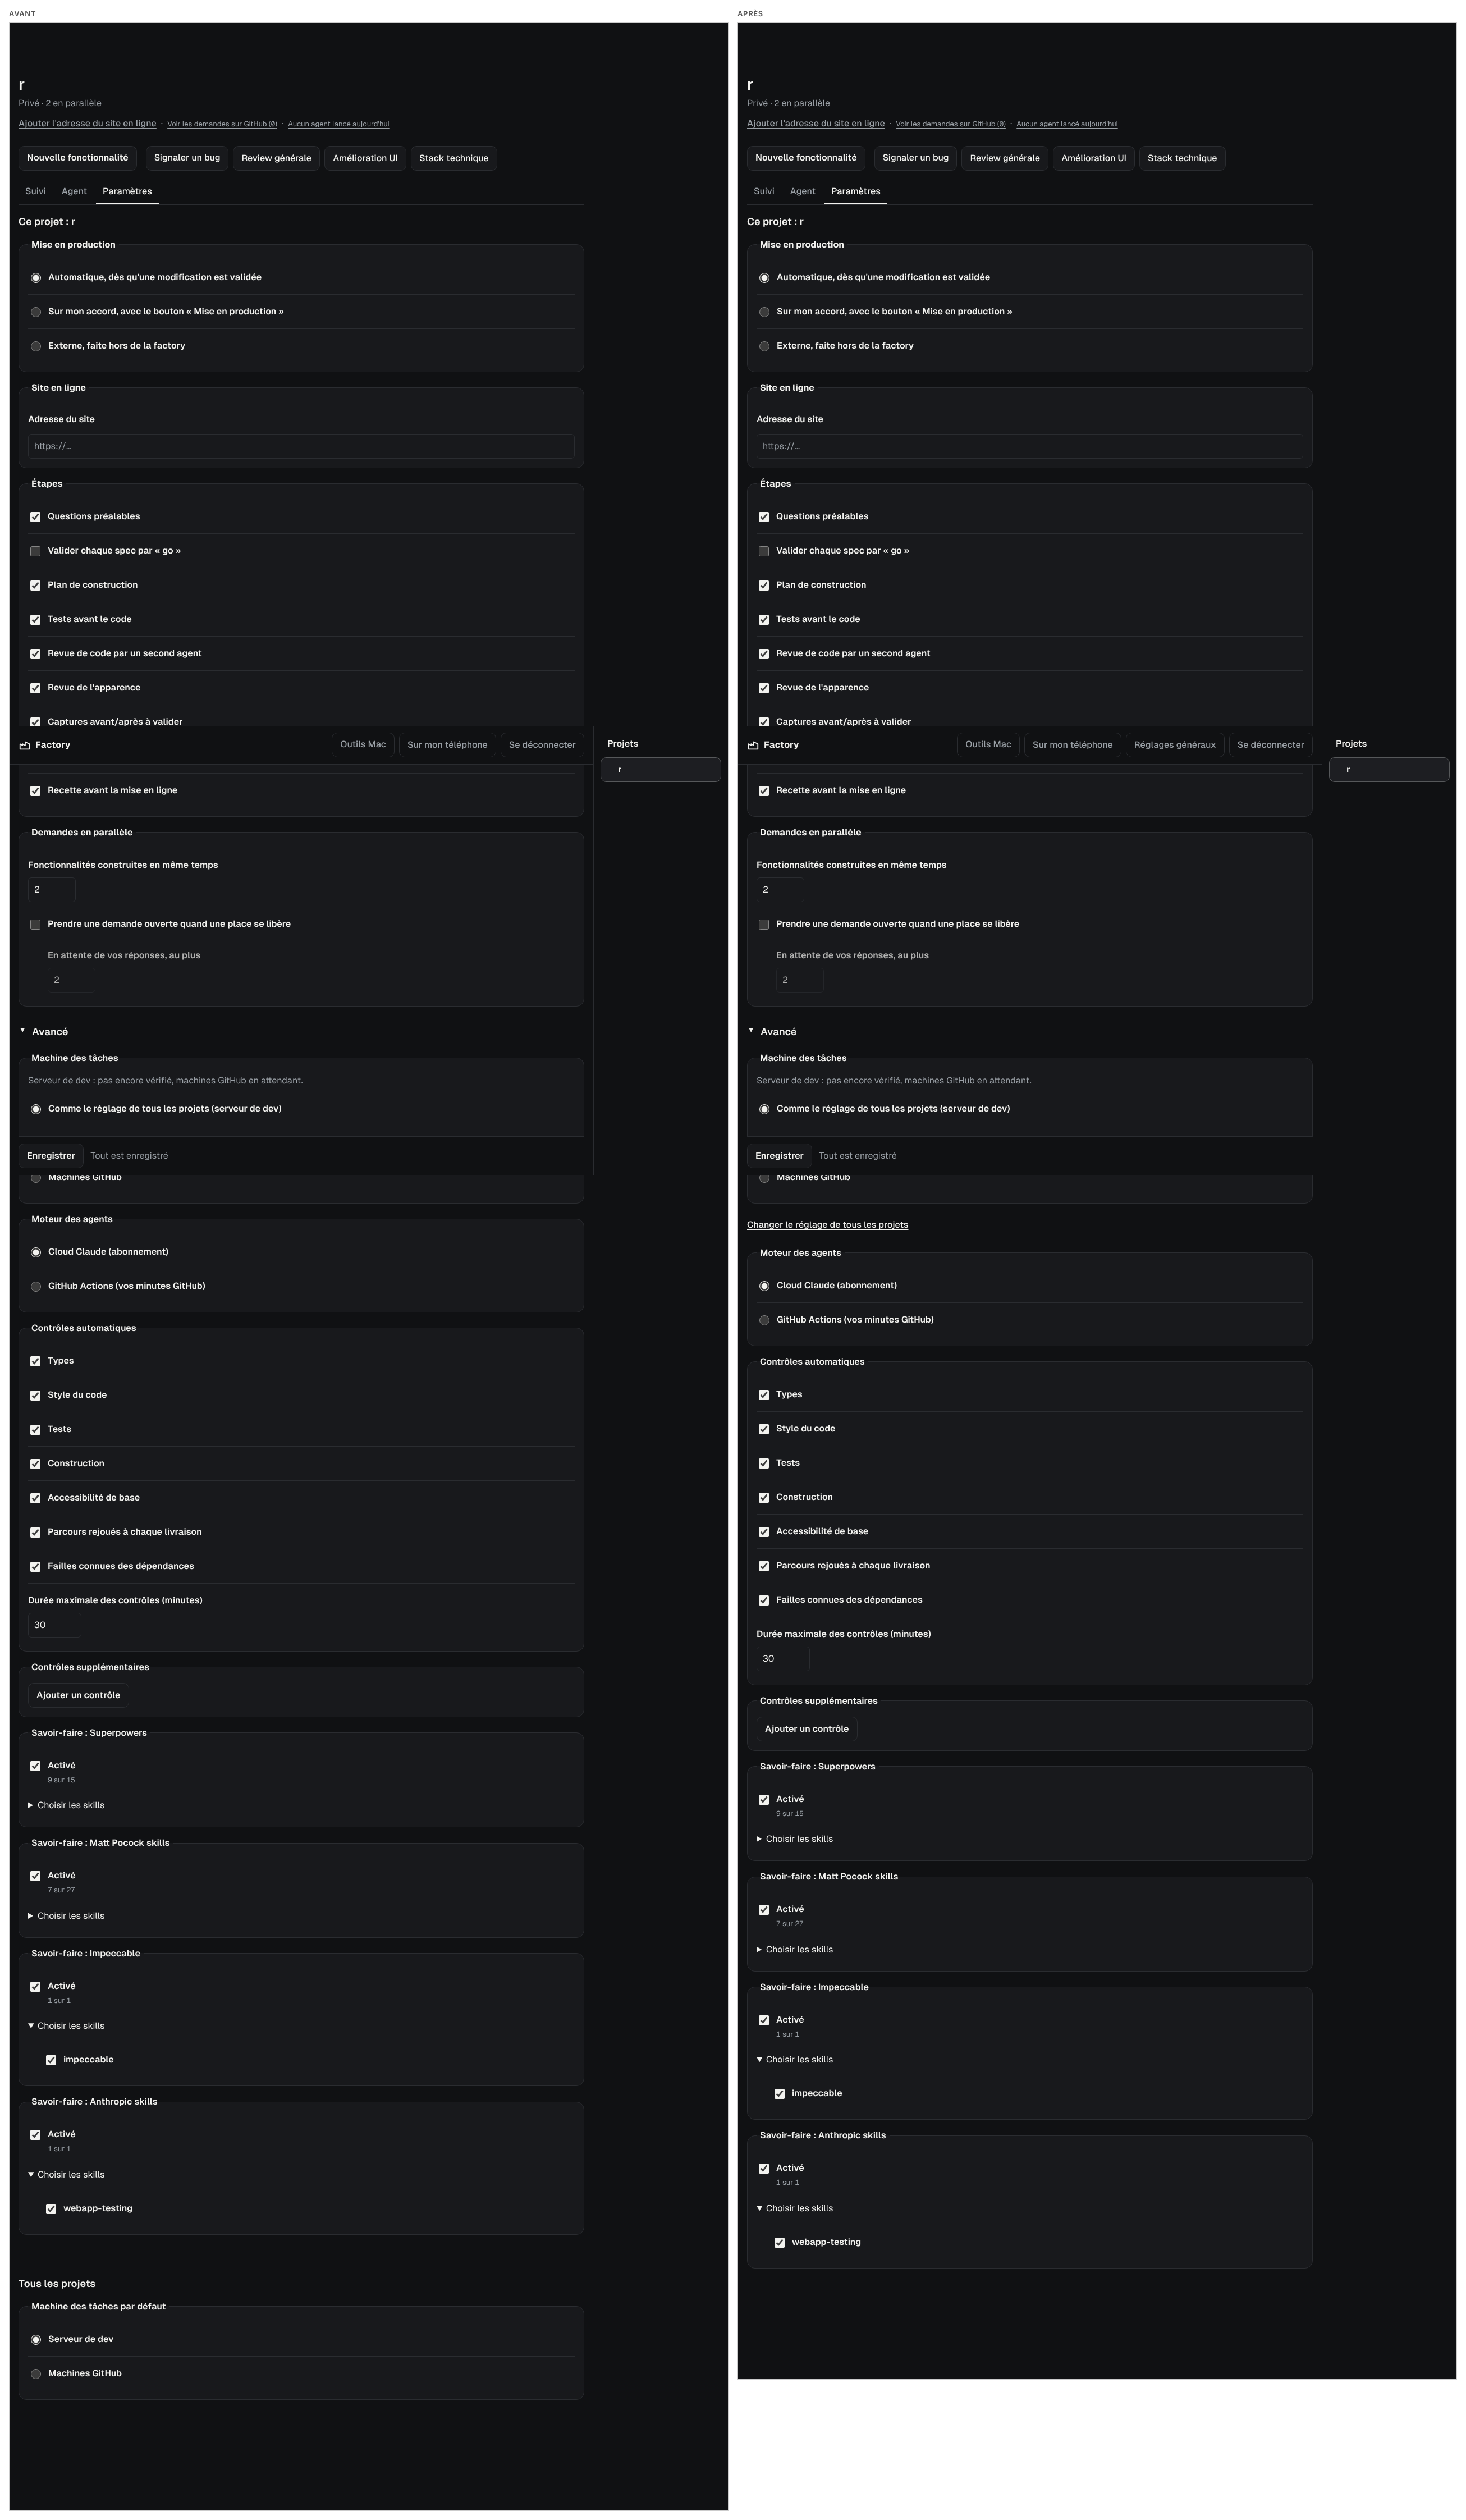 AVANT
r
Privé · 2 en parallèle
Ajouter l'adresse du site en ligne · Voir les demandes sur GitHub (0) · Aucun agent lancé aujourd'hui
Nouvelle fonctionnalité Signaler un bug Review générale Amélioration UI Stack technique
Suivi Agent Paramètres
Ce projet : r
Mise en production
Automatique, dès qu'une modification est validée
Sur mon accord, avec le bouton « Mise en production »
Externe, faite hors de la factory
Site en ligne
Adresse du site
https://...
Étapes
Questions préalables
Valider chaque spec par « go »
Plan de construction
Tests avant le code
Revue de code par un second agent
Revue de l'apparence
Captures avant/après à valider
Factory Outils Mac Sur mon téléphone Se déconnecter Projets
r
Recette avant la mise en ligne
Demandes en parallèle
Fonctionnalités construites en même temps
2
Prendre une demande ouverte quand une place se libère
En attente de vos réponses, au plus
2
▼ Avancé
Machine des tâches
Serveur de dev : pas encore vérifié, machines GitHub en attendant.
Comme le réglage de tous les projets (serveur de dev)
Enregistrer Tout est enregistré
Machines GitHub
Moteur des agents
Cloud Claude (abonnement)
GitHub Actions (vos minutes GitHub)
Contrôles automatiques
Types
Style du code
Tests
Construction
Accessibilité de base
Parcours rejoués à chaque livraison
Failles connues des dépendances
Durée maximale des contrôles (minutes)
30
Contrôles supplémentaires
Ajouter un contrôle
Savoir-faire : Superpowers
Activé
9 sur 15
▶ Choisir les skills
Savoir-faire : Matt Pocock skills
Activé
7 sur 27
▶ Choisir les skills
Savoir-faire : Impeccable
Activé
1 sur 1
▼ Choisir les skills
impeccable
Savoir-faire : Anthropic skills
Activé
1 sur 1
▼ Choisir les skills
webapp-testing
Tous les projets
Machine des tâches par défaut
Serveur de dev
Machines GitHub
APRÈS
r
Privé · 2 en parallèle
Ajouter l'adresse du site en ligne · Voir les demandes sur GitHub (0) · Aucun agent lancé aujourd'hui
Nouvelle fonctionnalité Signaler un bug Review générale Amélioration UI Stack technique
Suivi Agent Paramètres
Ce projet : r
Mise en production
Automatique, dès qu'une modification est validée
Sur mon accord, avec le bouton « Mise en production »
Externe, faite hors de la factory
Site en ligne
Adresse du site
https://...
Étapes
Questions préalables
Valider chaque spec par « go »
Plan de construction
Tests avant le code
Revue de code par un second agent
Revue de l'apparence
Captures avant/après à valider
Factory Outils Mac Sur mon téléphone Réglages généraux Se déconnecter Projets
r
Recette avant la mise en ligne
Demandes en parallèle
Fonctionnalités construites en même temps
2
Prendre une demande ouverte quand une place se libère
En attente de vos réponses, au plus
2
▼ Avancé
Machine des tâches
Serveur de dev : pas encore vérifié, machines GitHub en attendant.
Comme le réglage de tous les projets (serveur de dev)
Enregistrer Tout est enregistré
Machines GitHub
Changer le réglage de tous les projets
Moteur des agents
Cloud Claude (abonnement)
GitHub Actions (vos minutes GitHub)
Contrôles automatiques
Types
Style du code
Tests
Construction
Accessibilité de base
Parcours rejoués à chaque livraison
Failles connues des dépendances
Durée maximale des contrôles (minutes)
30
Contrôles supplémentaires
Ajouter un contrôle
Savoir-faire : Superpowers
Activé
9 sur 15
▶ Choisir les skills
Savoir-faire : Matt Pocock skills
Activé
7 sur 27
▶ Choisir les skills
Savoir-faire : Impeccable
Activé
1 sur 1
▼ Choisir les skills
impeccable
Savoir-faire : Anthropic skills
Activé
1 sur 1
▼ Choisir les skills
webapp-testing